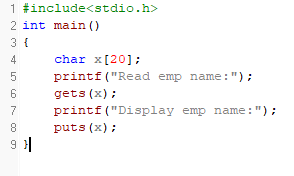 1 #include<stdio.h>
2 int main()
3 {
4     char x[20];
5     printf("Read emp name:");
6     gets(x);
7     printf("Display emp name:");
8     puts(x);
9 }